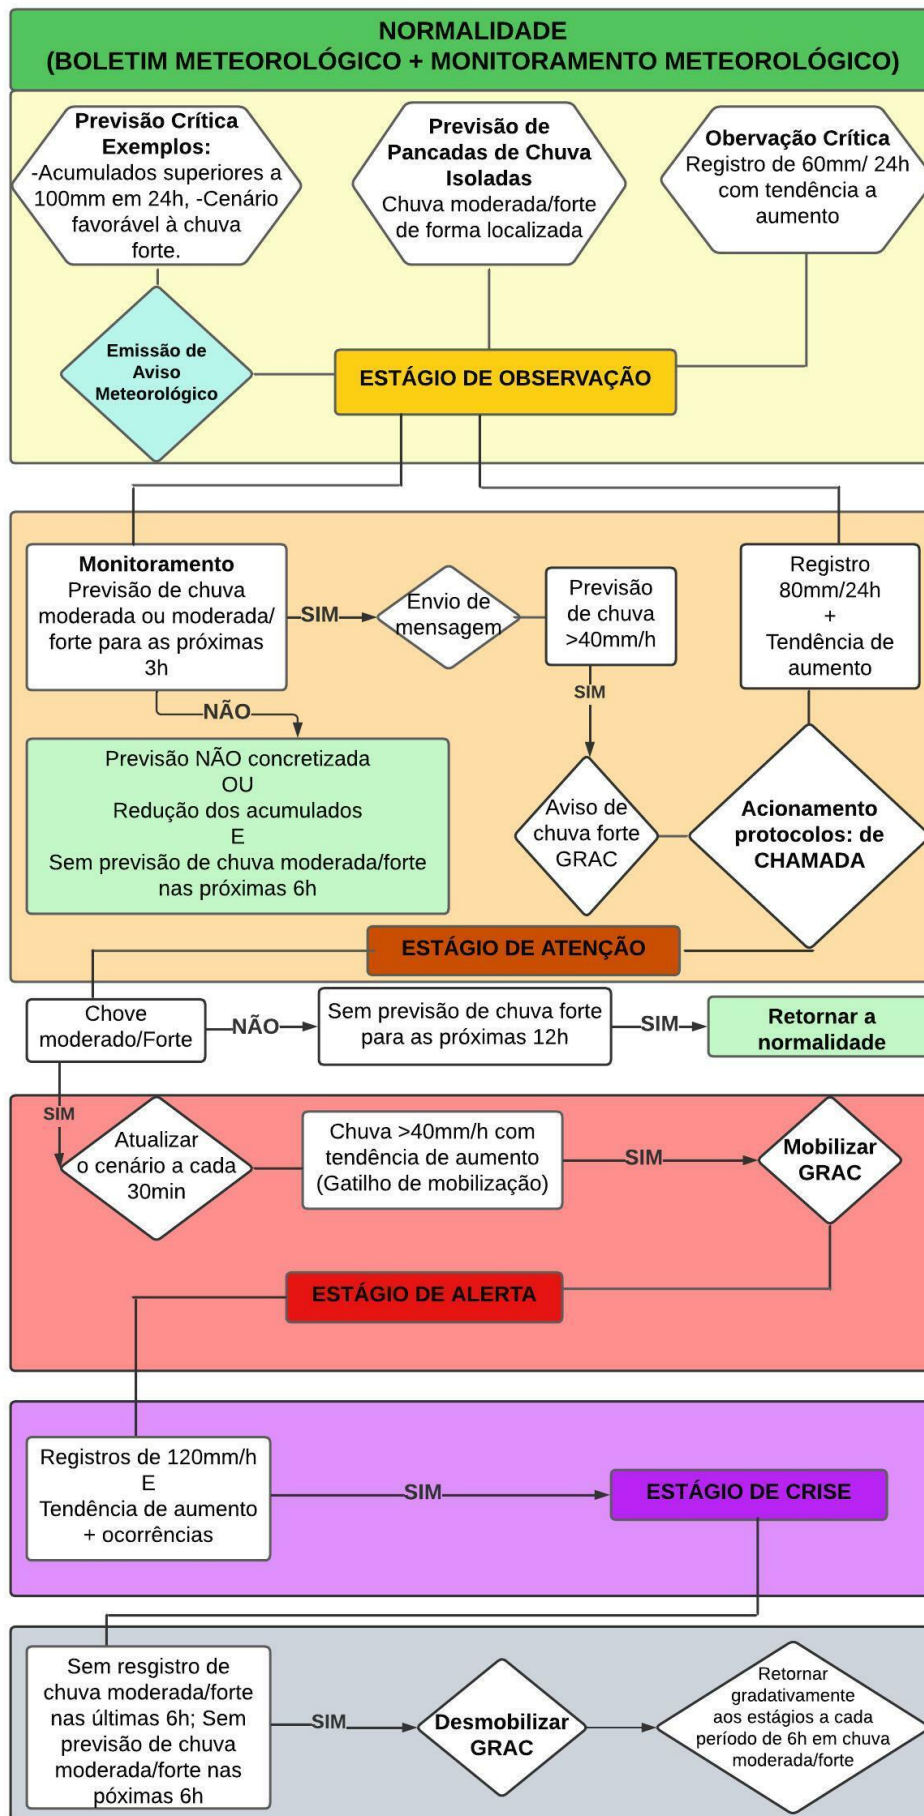 NORMALIDADE
(BOLETIM METEOROLÓGICO + MONITORAMENTO METEOROLÓGICO)
Previsão Crítica
Exemplos:
-Acumulados superiores a
100mm em 24h, -Cenário
favorável à chuva
forte.
Previsão de
Pancadas de Chuva
Isoladas
Chuva moderada/forte
de forma localizada
Obervação Crítica
Registro de 60mm/ 24h
com tendência a
aumento
Emissão de
Aviso
Meteorológico
ESTÁGIO DE OBSERVAÇÃO
Monitoramento
Previsão de chuva
moderada ou moderada/
forte para as próximas
3h
SIM
Envio de
mensagem
Previsão
de chuva
>40mm/h
Registro
80mm/24h
+
Tendência de
aumento
SIM
NÃO
Previsão NÃO concretizada
OU
Redução dos acumulados
E
Sem previsão de chuva moderada/forte
nas próximas 6h
Aviso de
chuva forte
GRAC
Acionamento
protocolos: de
CHAMADA
ESTÁGIO DE ATENÇÃO
Chove
moderado/Forte
NÃO
Sem previsão de chuva forte
para as próximas 12h
SIM
Retornar a
normalidade
SIM
Atualizar
o cenário a cada
30min
Chuva >40mm/h com
tendência de aumento
(Gatilho de mobilização)
SIM
Mobilizar
GRAC
ESTÁGIO DE ALERTA
Registros de 120mm/h
E
Tendência de aumento
+ ocorrências
SIM
ESTÁGIO DE CRISE
Sem resgistro de
chuva moderada/forte
nas últimas 6h; Sem
previsão de chuva
moderada/forte nas
póximas 6h
SIM
Desmobilizar
GRAC
Retornar
gradativamente
aos estágios a cada
período de 6h em chuva
moderada/forte